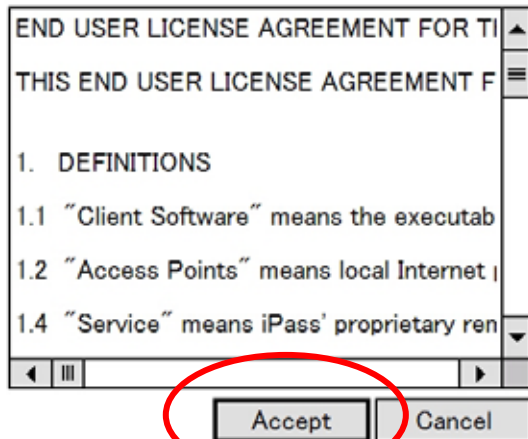 END USER LICENSE AGREEMENT FOR
THIS END USER LICENSE AGREEMENT
1. DEFINITIONS
1.1 "Client Software" means the
1.2 "Access Points" means local Internet
1.4 "Service" means iPass' proprietary
Accept
Cancel